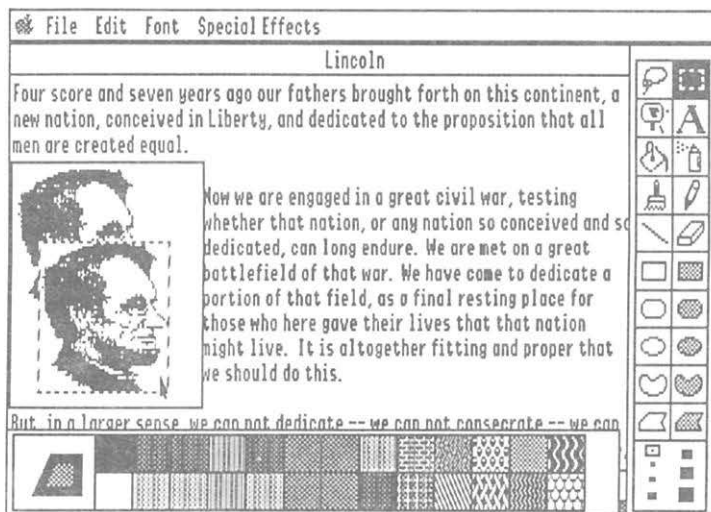 File Edit Font Special Effects
Lincoln
Four score and seven years ago our fathers brought forth on this continent, a
new nation, conceived in Liberty, and dedicated to the proposition that all
men are created equal.
Now we are engaged in a great civil war, testing
whether that nation, or any nation so conceived and so
dedicated, can long endure. We are met on a great
battlefield of that war. We have come to dedicate a
portion of that field, as a final resting place for
those who here gave their lives that that nation
might live. It is altogether fitting and proper that
we should do this.
But, in a larger sense, we can not dedicate -- we can not consecrate -- we can
A